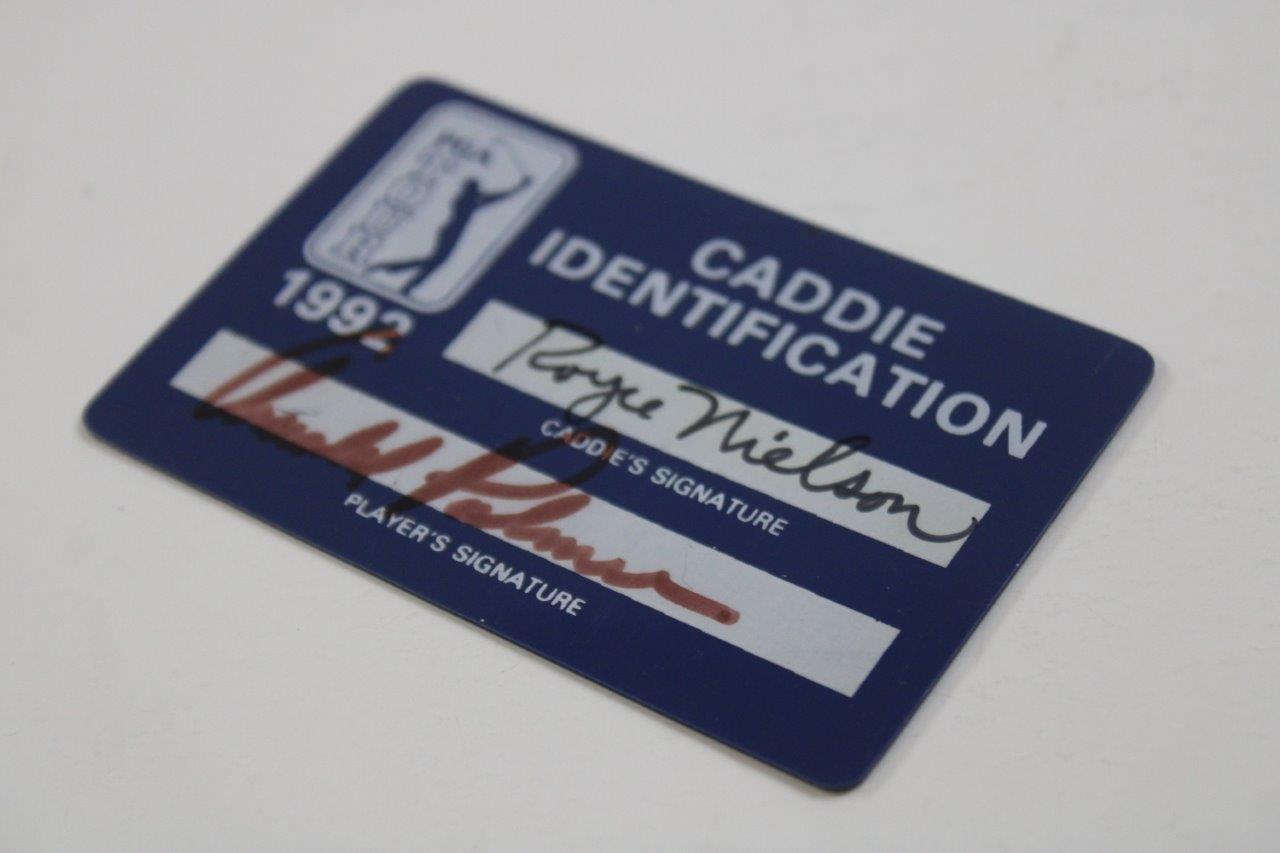 PGA TOUR
1992
CADDIE
IDENTIFICATION
Royce Nielson
CADDIE'S SIGNATURE
Arnold Palmer
PLAYER'S SIGNATURE